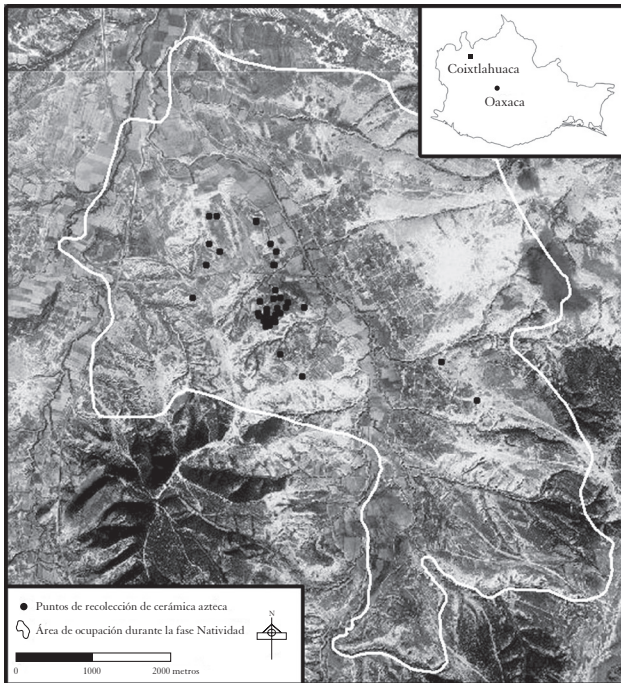 Coixtlahuaca
Oaxaca
Puntos de recolección de cerámica azteca
Área de ocupación durante la fase Natividad
N
0 1000 2000 metros